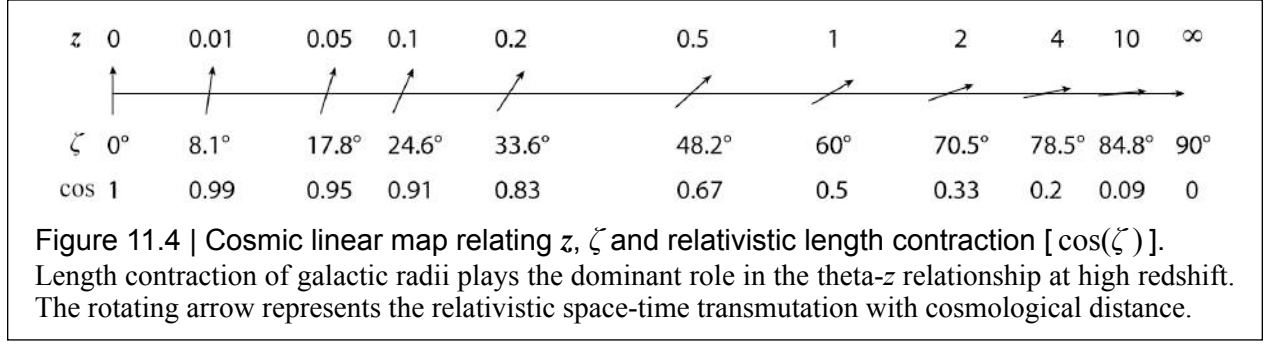 z 0 0.01 0.05 0.1 0.2 0.5 1 2 4 10 ∞
ζ 0° 8.1° 17.8° 24.6° 33.6° 48.2° 60° 70.5° 78.5° 84.8° 90°
cos 1 0.99 0.95 0.91 0.83 0.67 0.5 0.33 0.2 0.09 0
Figure 11.4 | Cosmic linear map relating z, ζ and relativistic length contraction [ cos(ζ) ].
Length contraction of galactic radii plays the dominant role in the theta-z relationship at high redshift.
The rotating arrow represents the relativistic space-time transmutation with cosmological distance.